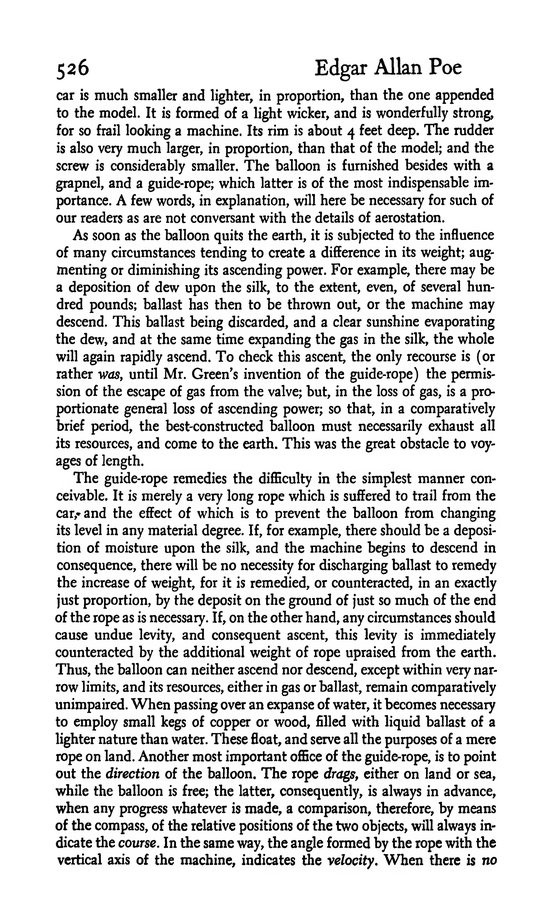 526 Edgar Allan Poe
car is much smaller and lighter, in proportion, than the one appended
to the model. It is formed of a light wicker, and is wonderfully strong,
for so frail looking a machine. Its rim is about 4 feet deep. The rudder
is also very much larger, in proportion, than that of the model; and the
screw is considerably smaller. The balloon is furnished besides with a
grapnel, and a guide-rope; which latter is of the most indispensable im-
portance. A few words, in explanation, will here be necessary for such of
our readers as are not conversant with the details of aerostation.
As soon as the balloon quits the earth, it is subjected to the influence
of many circumstances tending to create a difference in its weight; aug-
menting or diminishing its ascending power. For example, there may be
a deposition of dew upon the silk, to the extent, even, of several hun-
dred pounds; ballast has then to be thrown out, or the machine may
descend. This ballast being discarded, and a clear sunshine evaporating
the dew, and at the same time expanding the gas in the silk, the whole
will again rapidly ascend. To check this ascent, the only recourse is (or
rather was, until Mr. Green's invention of the guide-rope) the permis-
sion of the escape of gas from the valve; but, in the loss of gas, is a pro-
portionate general loss of ascending power; so that, in a comparatively
brief period, the best-constructed balloon must necessarily exhaust all
its resources, and come to the earth. This was the great obstacle to voy-
ages of length.
The guide-rope remedies the difficulty in the simplest manner con-
ceivable. It is merely a very long rope which is suffered to trail from the
car, and the effect of which is to prevent the balloon from changing
its level in any material degree. If, for example, there should be a deposi-
tion of moisture upon the silk, and the machine begins to descend in
consequence, there will be no necessity for discharging ballast to remedy
the increase of weight, for it is remedied, or counteracted, in an exactly
just proportion, by the deposit on the ground of just so much of the end
of the rope as is necessary. If, on the other hand, any circumstances should
cause undue levity, and consequent ascent, this levity is immediately
counteracted by the additional weight of rope upraised from the earth.
Thus, the balloon can neither ascend nor descend, except within very nar-
row limits, and its resources, either in gas or ballast, remain comparatively
unimpaired. When passing over an expanse of water, it becomes necessary
to employ small kegs of copper or wood, filled with liquid ballast of a
lighter nature than water. These float, and serve all the purposes of a mere
rope on land. Another most important office of the guide-rope, is to point
out the direction of the balloon. The rope drags, either on land or sea,
while the balloon is free; the latter, consequently, is always in advance,
when any progress whatever is made, a comparison, therefore, by means
of the compass, of the relative positions of the two objects, will always in-
dicate the course. In the same way, the angle formed by the rope with the
vertical axis of the machine, indicates the velocity. When there is no